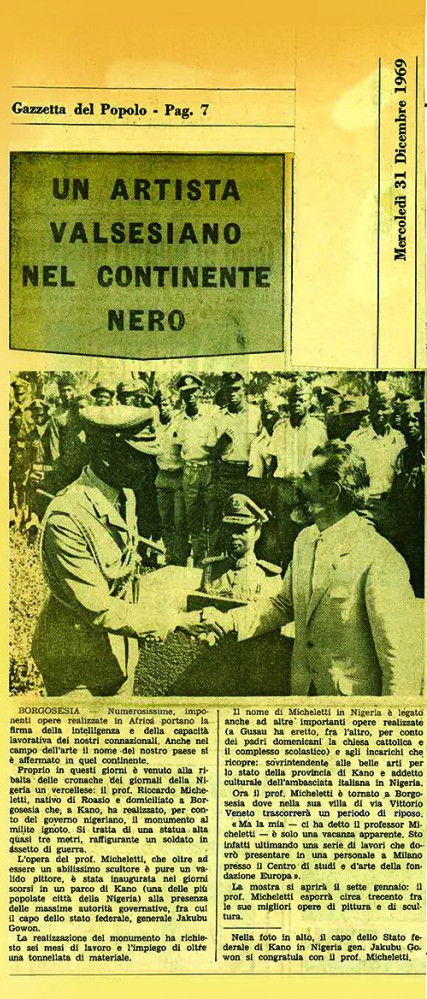 Gazzetta del Popolo - Pag. 7
Mercoledì 31 Dicembre 1969
UN ARTISTA
VALSESIANO
NEL CONTINENTE
NERO
BORGOSESIA Numerosissime, impo-
nenti opere realizzate in Africa portano la
firma della intelligenza e della capacità
lavorativa dei nostri connazionali. Anche nel
campo dell'arte il nome del nostro paese si
è affermato in quel continente.
Proprio in questi giorni è venuto alla ri-
balta delle cronache dei giornali della Ni-
geria un vercellese: il prof. Riccardo Miche-
letti, nativo di Roasio e domiciliato a Bor-
gosesia che, a Kano, ha realizzato, per con-
to del governo nigeriano, il monumento al
milite ignoto. Si tratta di una statua alta
quasi tre metri, raffigurante un soldato in
assetto di guerra.
L'opera del prof. Micheletti, che oltre ad
essere un abilissimo scultore è pure un va-
lido pittore, è stata inaugurata nei giorni
scorsi in un parco di Kano (una delle più
popolate città della Nigeria) alla presenza
delle massime autorità governative, fra cui
il capo dello stato federale, generale Jakubu
Gowon.
La realizzazione del monumento ha richie-
sto sei mesi di lavoro e l'impiego di oltre
una tonnellata di materiale.
Il nome di Micheletti in Nigeria è legato
anche ad altre importanti opere realizzate
(a Gusau ha eretto, fra l'altro, per conto
dei padri domenicani la chiesa cattolica e
il complesso scolastico) e agli incarichi che
ricopre: sovrintendente alle belle arti per
lo stato della provincia di Kano e addetto
culturale dell'ambasciata italiana in Nigeria.
Ora il prof. Micheletti è tornato a Borgo-
sesia dove nella sua villa di via Vittorio
Veneto trascorrerà un periodo di riposo.
« Ma la mia — ci ha detto il professor Mi-
cheletti — è solo una vacanza apparente. Sto
infatti ultimando una serie di lavori che do-
vrò presentare in una personale a Milano
presso il Centro di studi e d'arte della fon-
dazione Europa ».
La mostra si aprirà il sette gennaio: il
prof. Micheletti esporrà circa trecento fra
le sue migliori opere di pittura e di scul-
tura.
Nella foto in alto, il capo dello Stato fe-
derale di Kano in Nigeria gen. Jakubu Go-
won si congratula con il prof. Micheletti.